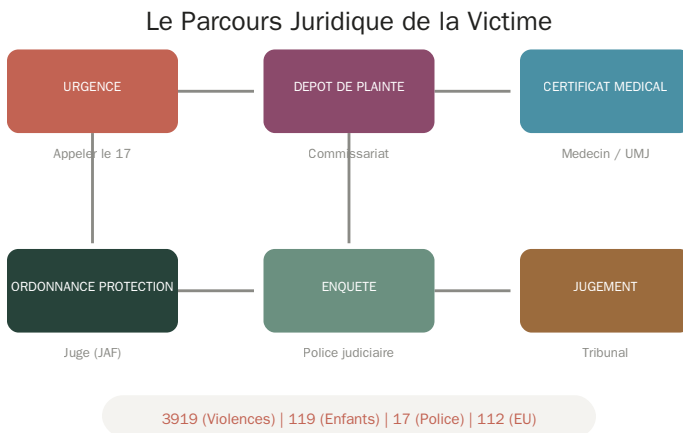 Le Parcours Juridique de la Victime
URGENCE
DEPOT DE PLAINTE
CERTIFICAT MEDICAL
Appeler le 17
Commissariat
Medecin / UMJ
ORDONNANCE PROTECTION
ENQUETE
JUGEMENT
Juge (JAF)
Police judiciaire
Tribunal
3919 (Violences) | 119 (Enfants) | 17 (Police) | 112 (EU)